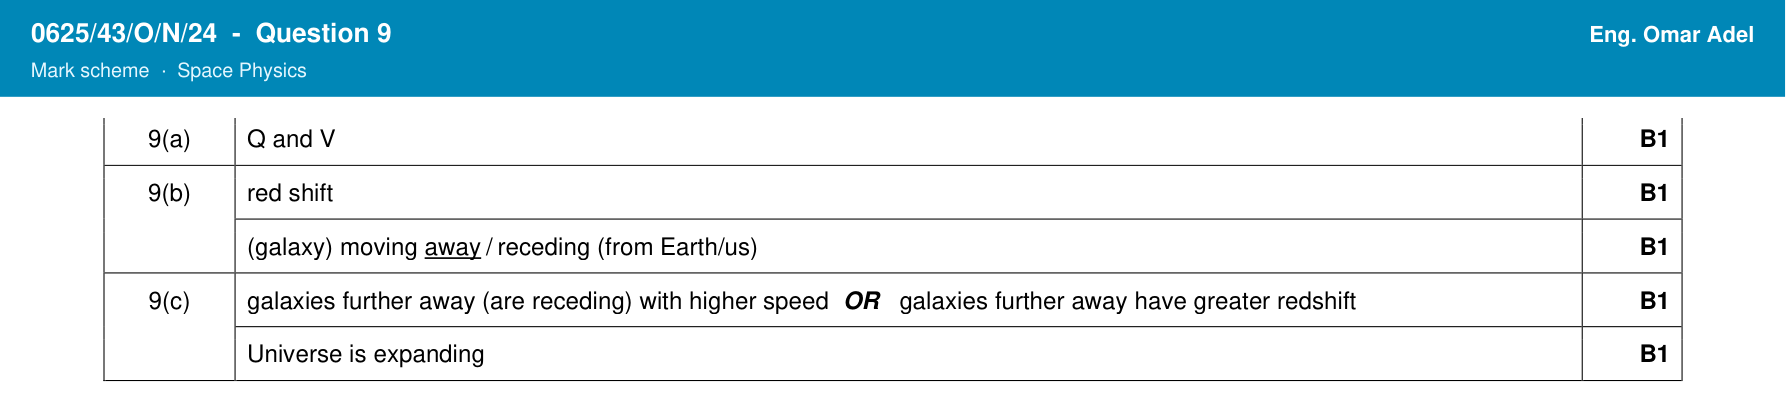 0625/43/O/N/24 - Question 9
Eng. Omar Adel
Mark scheme · Space Physics
9(a) Q and V B1
9(b) red shift B1
(galaxy) moving away / receding (from Earth/us) B1
9(c) galaxies further away (are receding) with higher speed OR galaxies further away have greater redshift B1
Universe is expanding B1